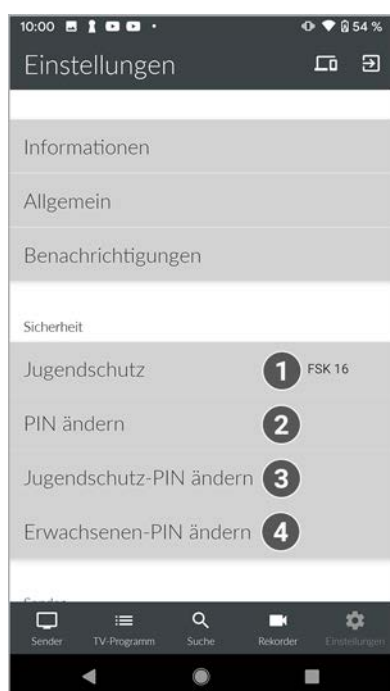 10:00 54 %
Einstellungen
Informationen
Allgemein
Benachrichtigungen
Sicherheit
Jugendschutz 1 FSK 16
PIN ändern 2
Jugendschutz-PIN ändern 3
Erwachsenen-PIN ändern 4
Sender TV-Programm Suche Rekorder Einstellungen